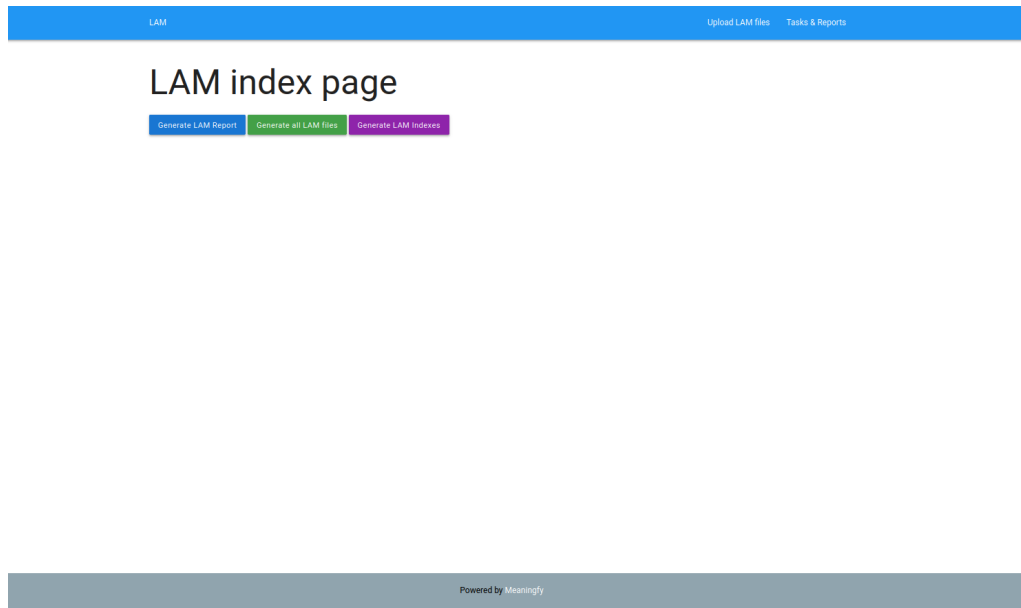 LAM Upload LAM files Tasks & Reports
LAM index page
Generate LAM Report Generate all LAM files Generate LAM Indexes
Powered by Meaningfy